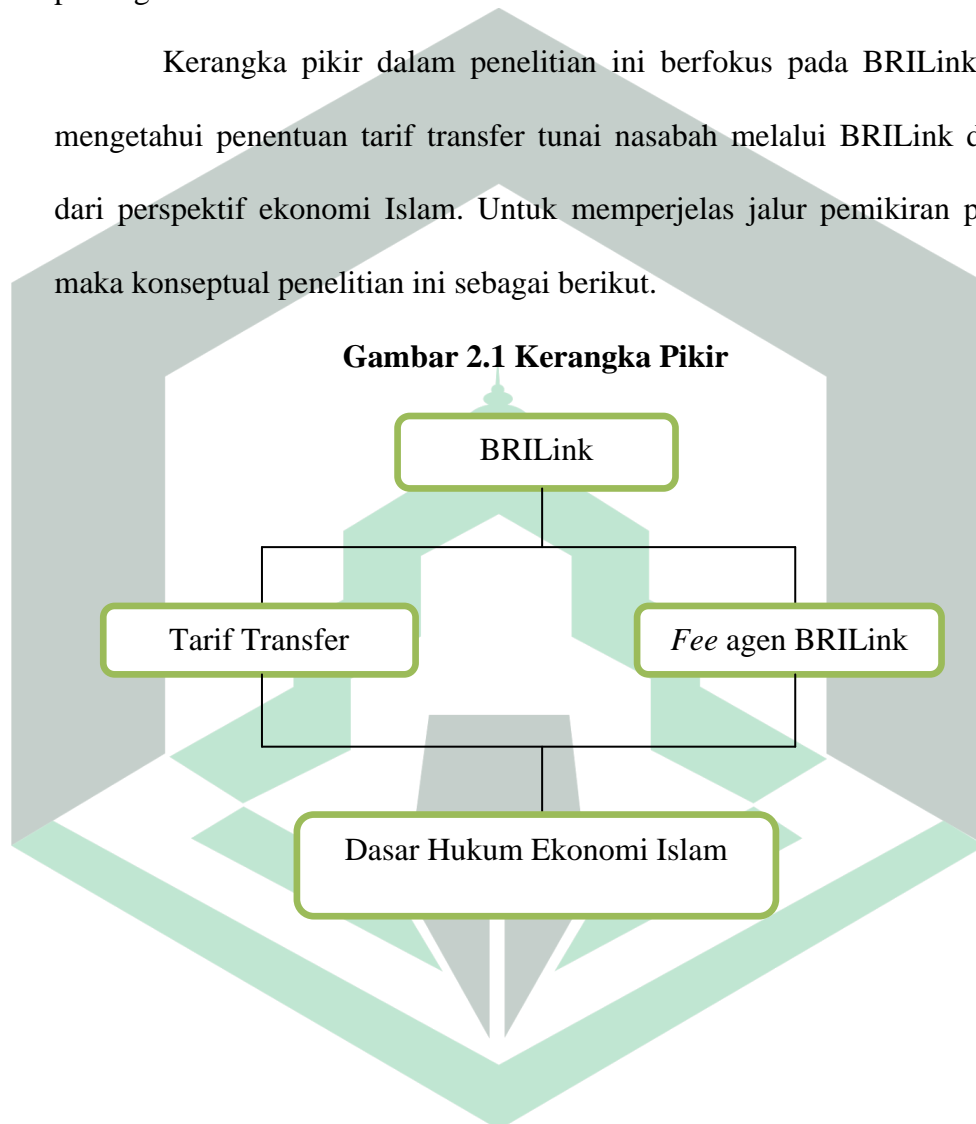 Kerangka pikir dalam penelitian ini berfokus pada BRILink
mengetahui penentuan tarif transfer tunai nasabah melalui BRILink
dari perspektif ekonomi Islam. Untuk memperjelas jalur pemikiran
maka konseptual penelitian ini sebagai berikut.
Gambar 2.1 Kerangka Pikir
BRILink
Tarif Transfer
Fee agen BRILink
Dasar Hukum Ekonomi Islam